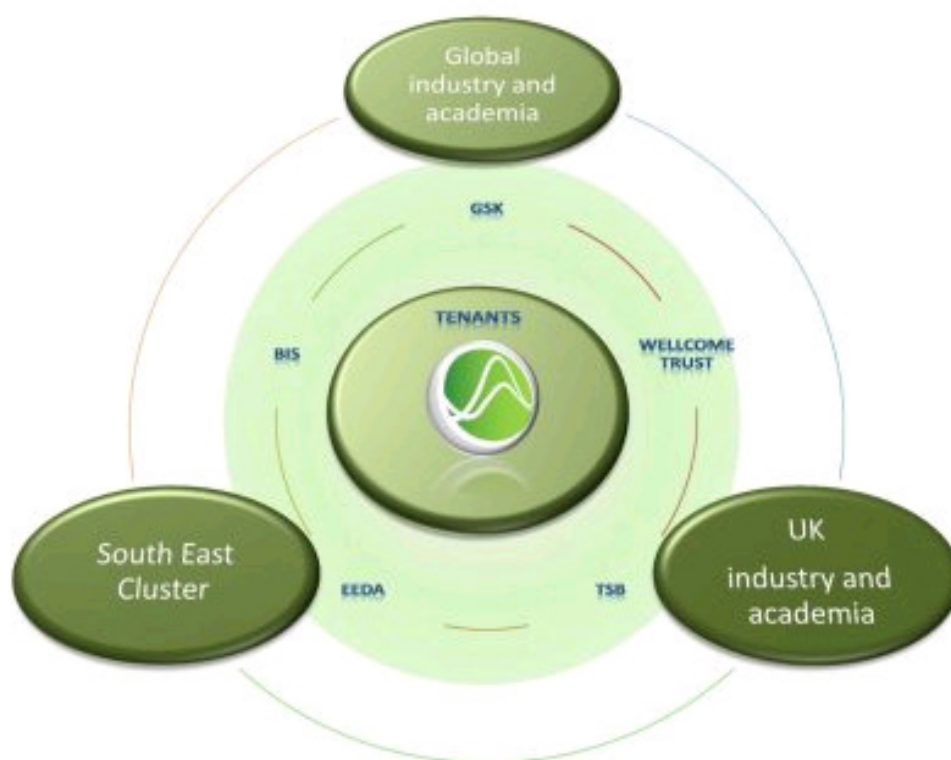 Global
industry and
academia
GSK
TENANTS
BIS
WELLCOME
TRUST
South East
Cluster
UK
industry and
academia
EEDA
TSB